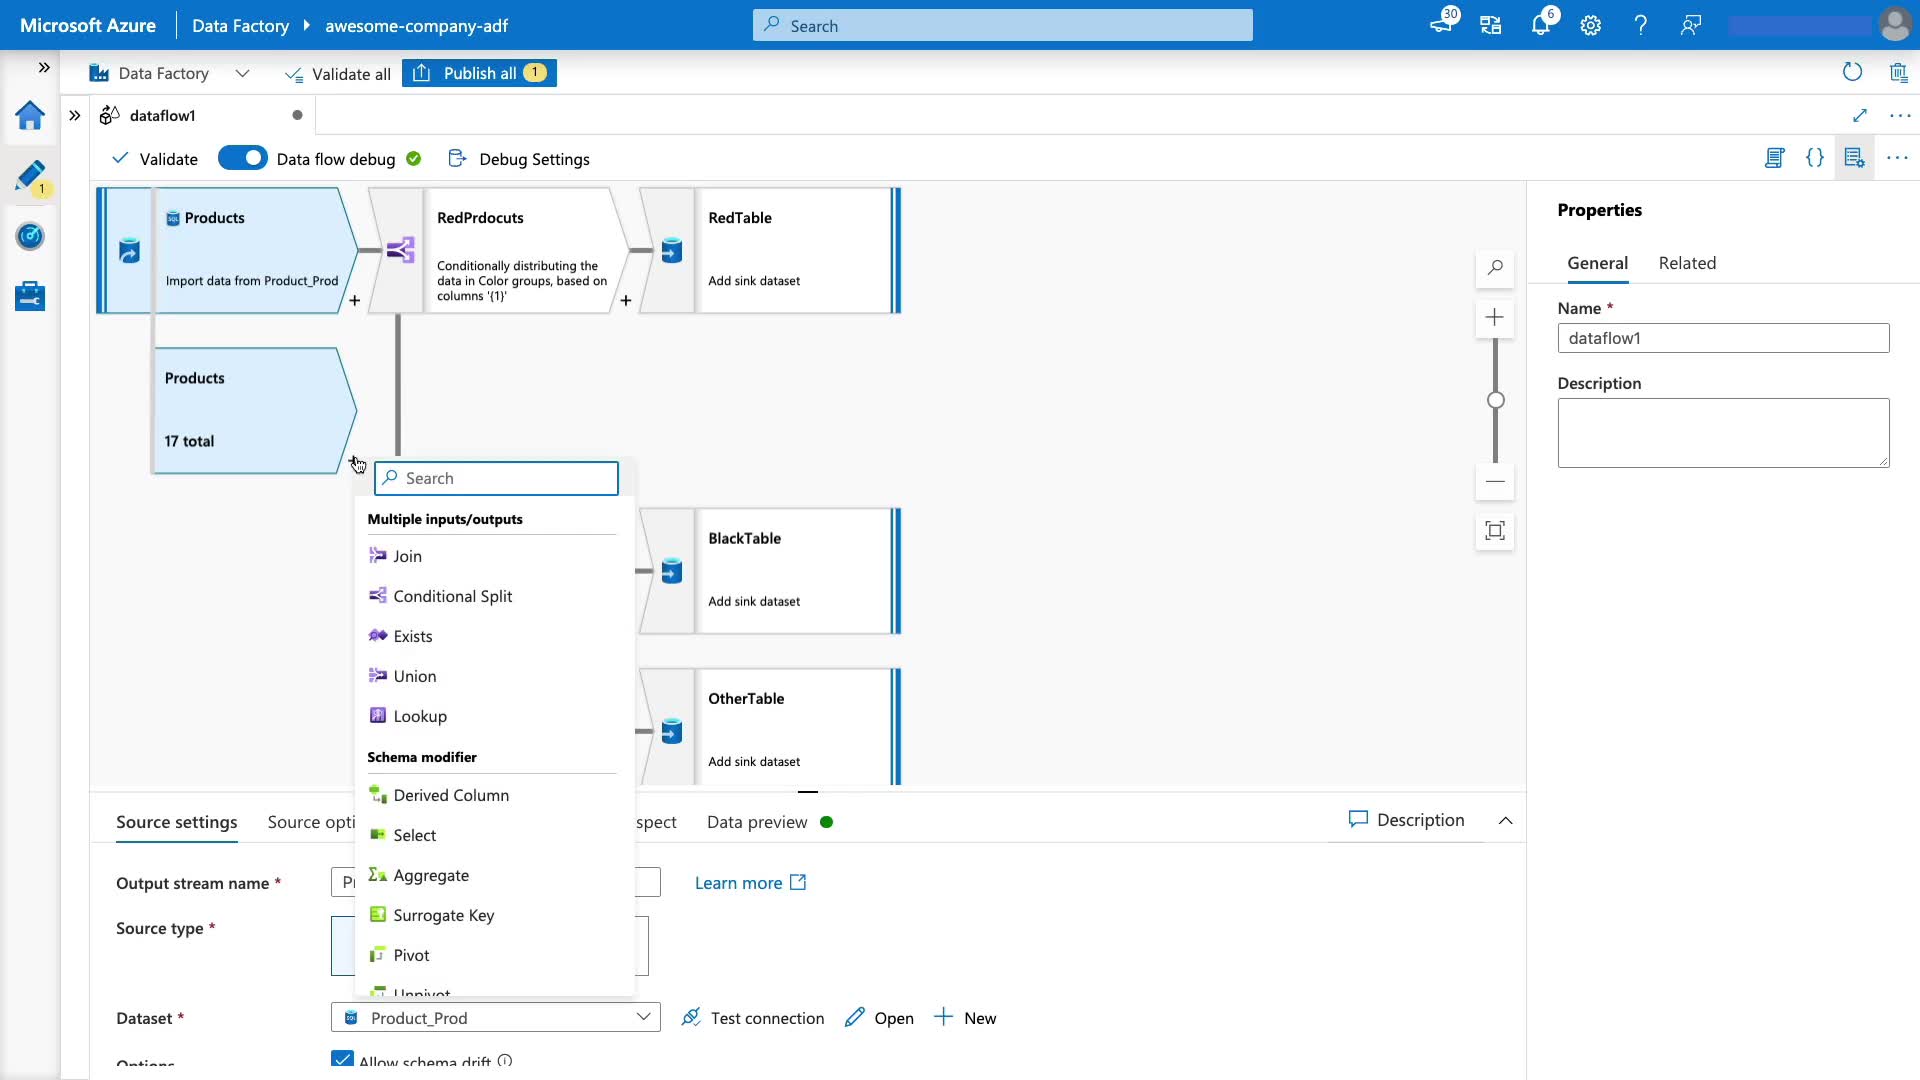 Microsoft Azure
Data Factory
awesome-company-adf
Search
30
6
Data Factory
Validate all
Publish all 1
dataflow1
1
Validate
Data flow debug
Debug Settings
Products
Import data from Product_Prod
+
RedPrdocuts
Conditionally distributing the
data in Color groups, based on
columns '{1}'
+
RedTable
Add sink dataset
Products
17 total
Search
Multiple inputs/outputs
Join
Conditional Split
Exists
Union
Lookup
Schema modifier
Derived Column
Select
Aggregate
Surrogate Key
Pivot
Unpivot
BlackTable
Add sink dataset
OtherTable
Add sink dataset
Properties
General
Related
Name *
dataflow1
Description
Source settings
Source opti
spect
Data preview
Description
Output stream name *
Pr
Learn more
Source type *
Dataset *
Product_Prod
Test connection
Open
New
Options
Allow schema drift